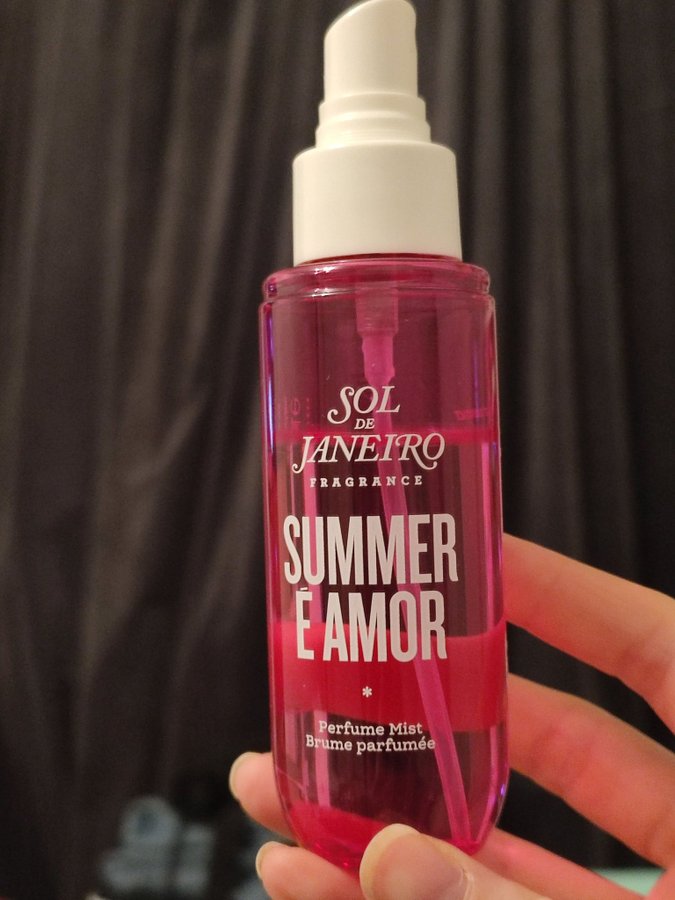 SOL
DE
JANEIRO
FRAGRANCE
SUMMER
É AMOR
*
Perfume Mist
Brume parfumée